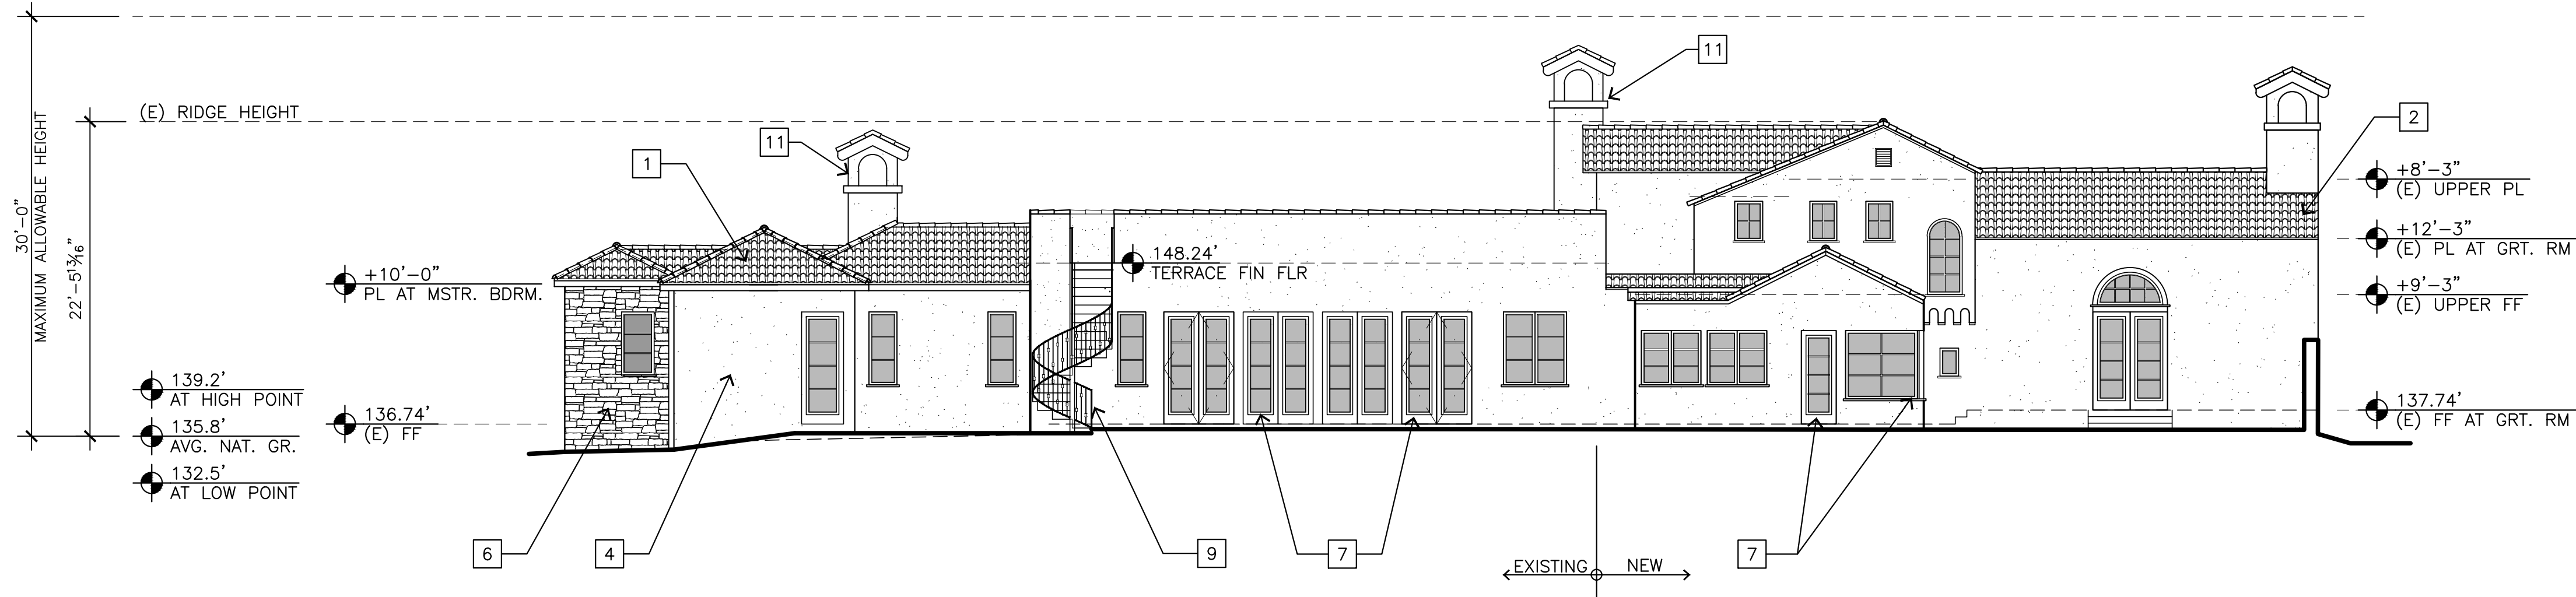 30'-0"
MAXIMUM ALLOWABLE HEIGHT
22'-5 13/16"
(E) RIDGE HEIGHT
11
11
1
2
+8'-3"
(E) UPPER PL
+12'-3"
(E) PL AT GRT. RM
+9'-3"
(E) UPPER FF
148.24'
TERRACE FIN FLR
+10'-0"
PL AT MSTR. BDRM.
139.2'
AT HIGH POINT
136.74'
(E) FF
135.8'
AVG. NAT. GR.
132.5'
AT LOW POINT
137.74'
(E) FF AT GRT. RM
6
4
9
7
7
EXISTING
NEW